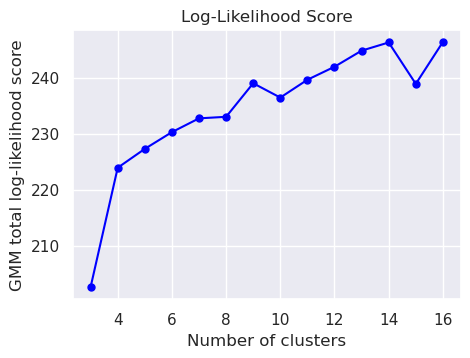 Log-Likelihood Score
GMM total log-likelihood score
240
230
220
210
4 6 8 10 12 14 16
Number of clusters